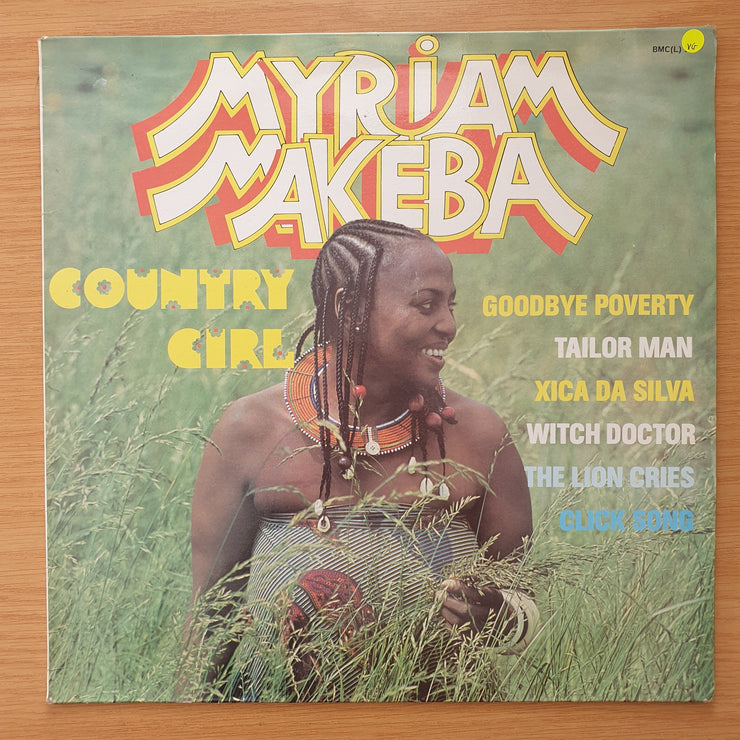 BMC(L)
VG
MYRIAM
MAKEBA
COUNTRY
GIRL
GOODBYE POVERTY
TAILOR MAN
XICA DA SILVA
WITCH DOCTOR
THE LION CRIES
CLICK SONG